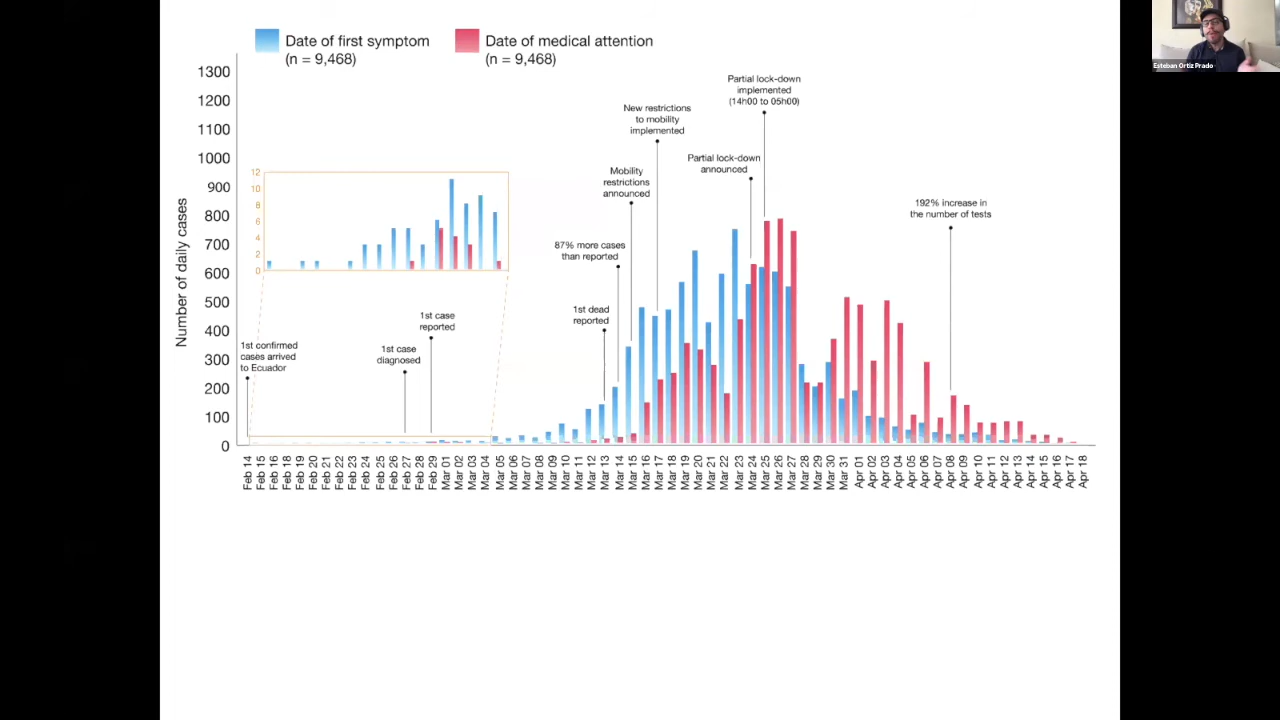 Date of first symptom
(n = 9,468)
Date of medical attention
(n = 9,468)
Esteban Ortiz Prado
Number of daily cases
1300
1200
1100
1000
900
800
700
600
500
400
300
200
100
0
12
10
8
6
4
2
0
1st confirmed
cases arrived
to Ecuador
1st case
diagnosed
1st case
reported
87% more cases
than reported
1st dead
reported
Mobility
restrictions
announced
New restrictions
to mobility
implemented
Partial lock-down
announced
Partial lock-down
implemented
(14h00 to 05h00)
192% increase in
the number of tests
Feb 14
Feb 15
Feb 16
Feb 18
Feb 19
Feb 20
Feb 21
Feb 22
Feb 23
Feb 24
Feb 25
Feb 26
Feb 27
Feb 28
Feb 29
Mar 01
Mar 02
Mar 03
Mar 04
Mar 05
Mar 06
Mar 07
Mar 08
Mar 09
Mar 10
Mar 11
Mar 12
Mar 13
Mar 14
Mar 15
Mar 16
Mar 17
Mar 18
Mar 19
Mar 20
Mar 21
Mar 22
Mar 23
Mar 24
Mar 25
Mar 26
Mar 27
Mar 28
Mar 29
Mar 30
Mar 31
Apr 01
Apr 02
Apr 03
Apr 04
Apr 05
Apr 06
Apr 07
Apr 08
Apr 09
Apr 10
Apr 11
Apr 12
Apr 13
Apr 14
Apr 15
Apr 16
Apr 17
Apr 18